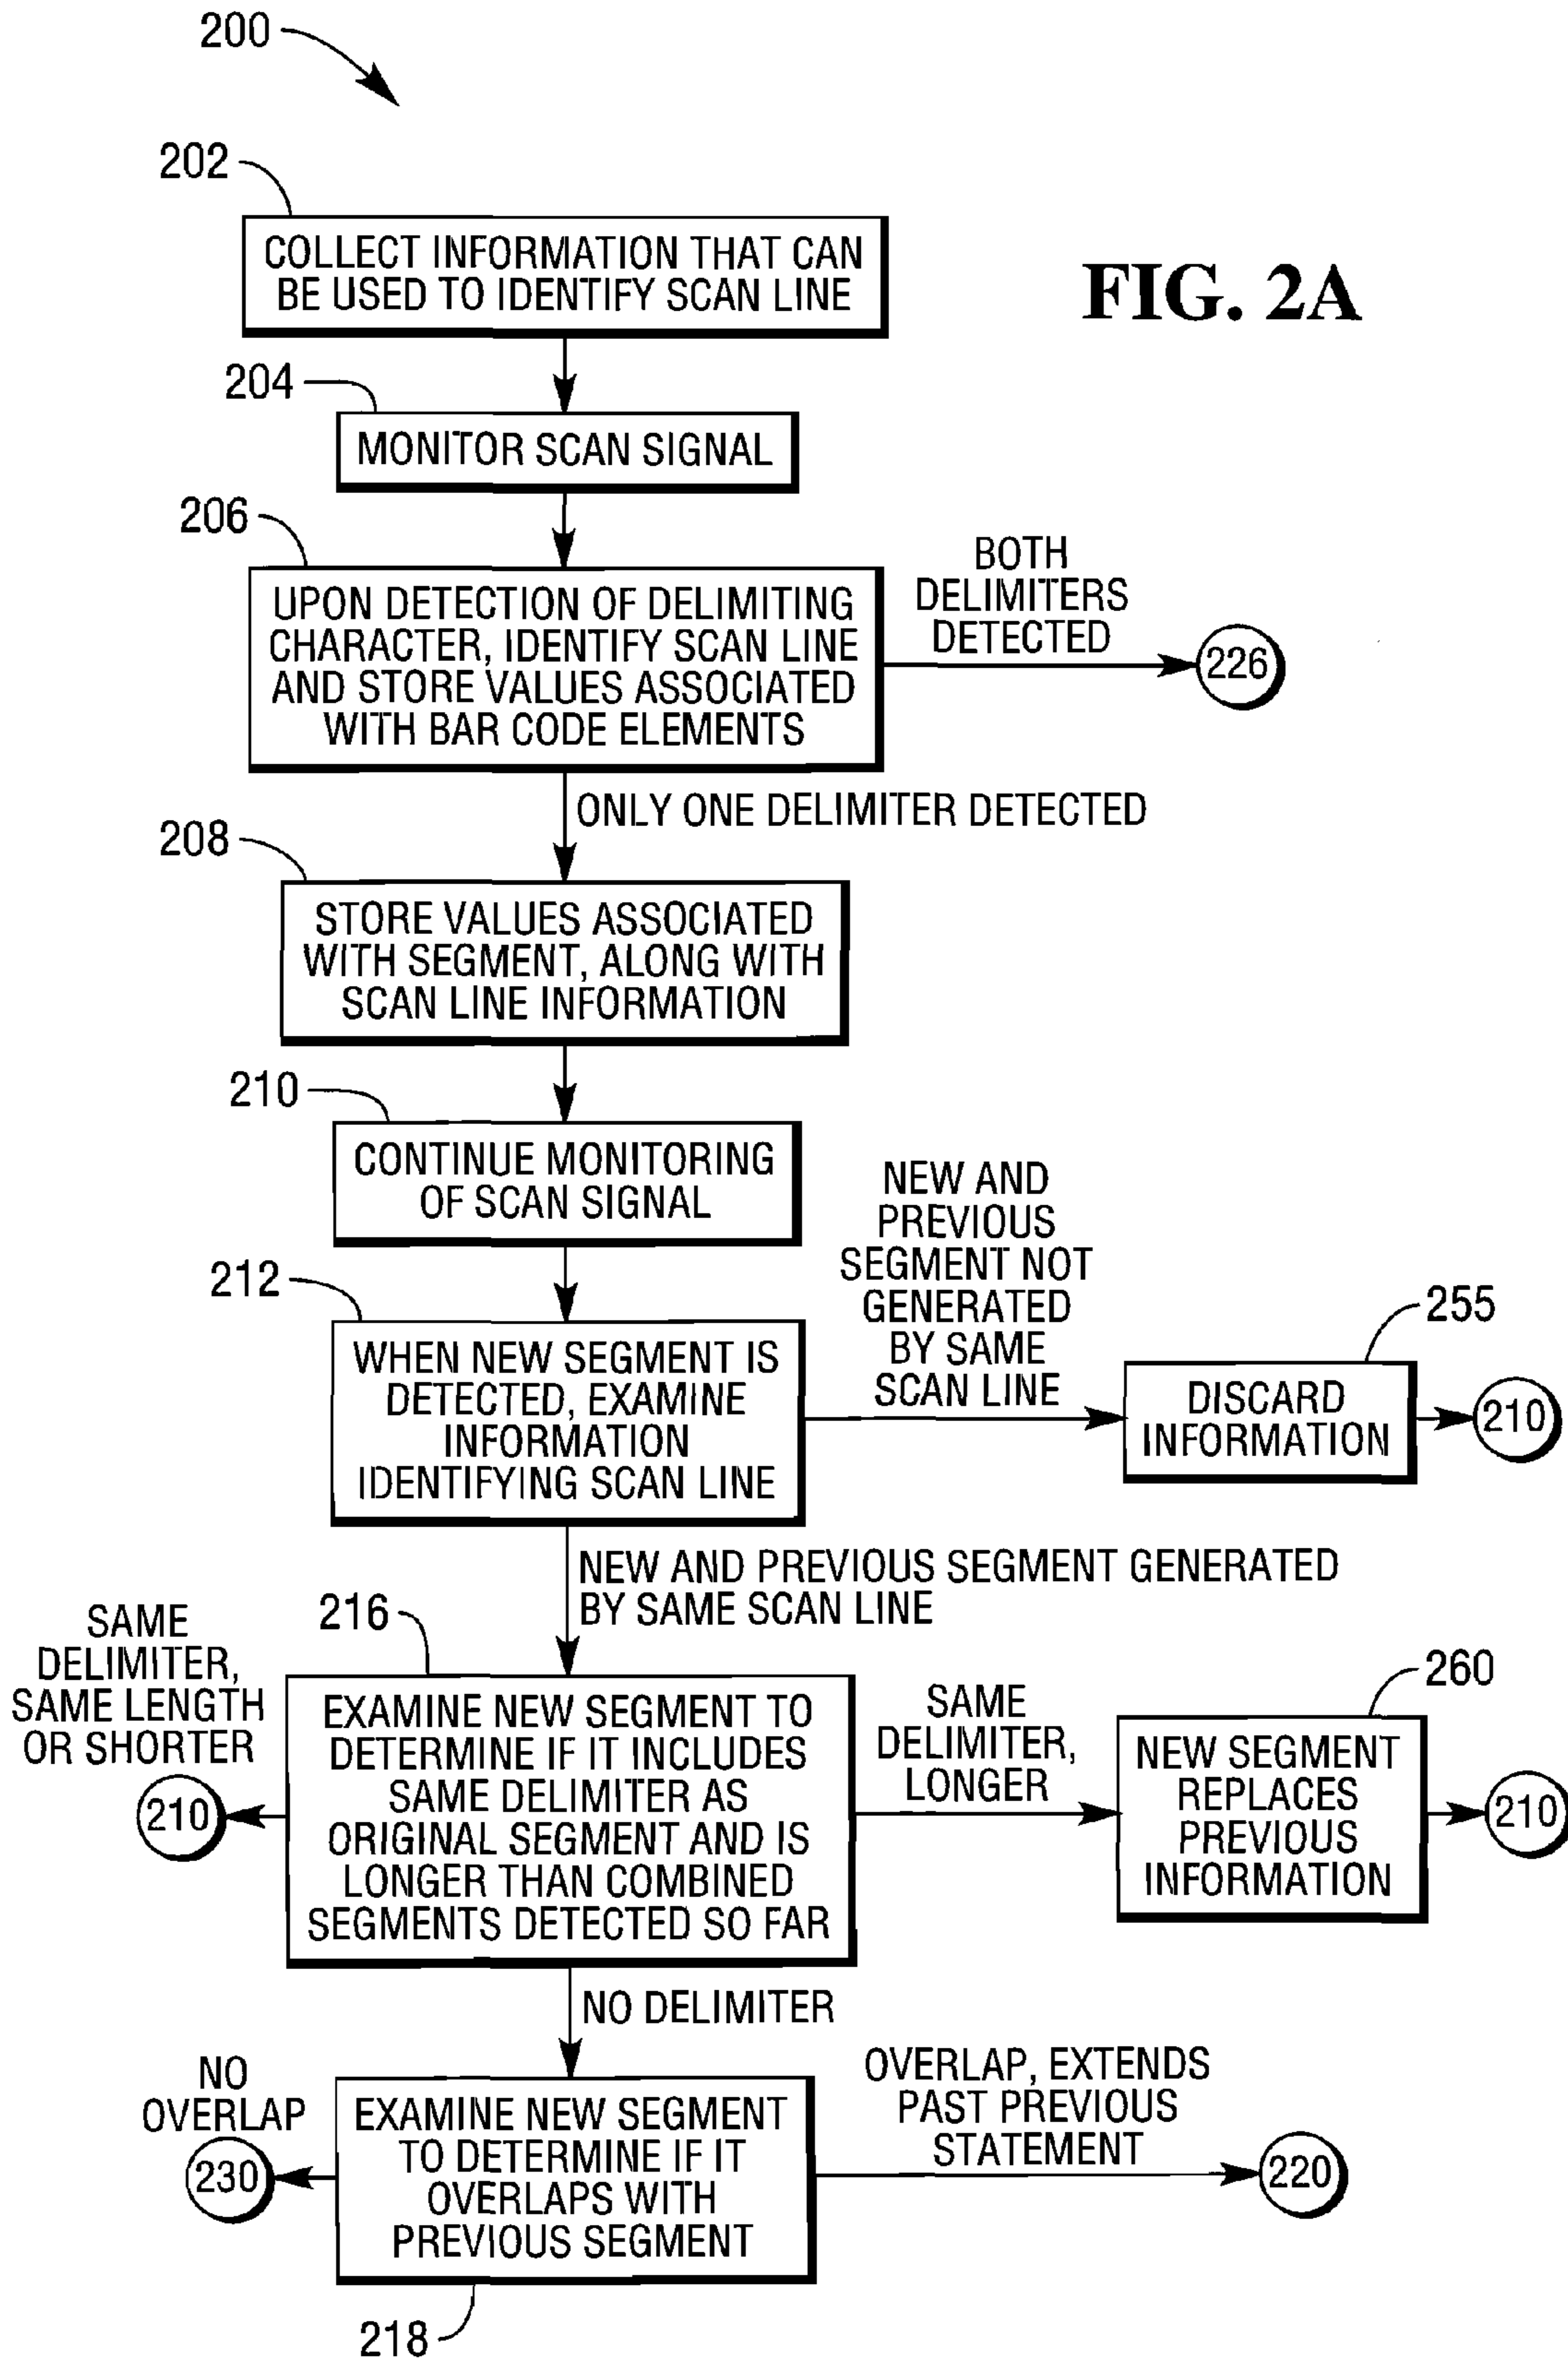 200
202
COLLECT INFORMATION THAT CAN
BE USED TO IDENTIFY SCAN LINE
FIG. 2A
204
MONITOR SCAN SIGNAL
206
UPON DETECTION OF DELIMITING
CHARACTER, IDENTIFY SCAN LINE
AND STORE VALUES ASSOCIATED
WITH BAR CODE ELEMENTS
BOTH
DELIMITERS
DETECTED
226
ONLY ONE DELIMITER DETECTED
208
STORE VALUES ASSOCIATED
WITH SEGMENT, ALONG WITH
SCAN LINE INFORMATION
210
CONTINUE MONITORING
OF SCAN SIGNAL
212
WHEN NEW SEGMENT IS
DETECTED, EXAMINE
INFORMATION
IDENTIFYING SCAN LINE
NEW AND
PREVIOUS
SEGMENT NOT
GENERATED
BY SAME
SCAN LINE
255
DISCARD
INFORMATION
210
NEW AND PREVIOUS SEGMENT GENERATED
BY SAME SCAN LINE
216
SAME
DELIMITER,
SAME LENGTH
OR SHORTER
210
EXAMINE NEW SEGMENT TO
DETERMINE IF IT INCLUDES
SAME DELIMITER AS
ORIGINAL SEGMENT AND IS
LONGER THAN COMBINED
SEGMENTS DETECTED SO FAR
SAME
DELIMITER,
LONGER
260
NEW SEGMENT
REPLACES
PREVIOUS
INFORMATION
210
NO DELIMITER
NO
OVERLAP
230
EXAMINE NEW SEGMENT
TO DETERMINE IF IT
OVERLAPS WITH
PREVIOUS SEGMENT
OVERLAP, EXTENDS
PAST PREVIOUS
STATEMENT
220
218